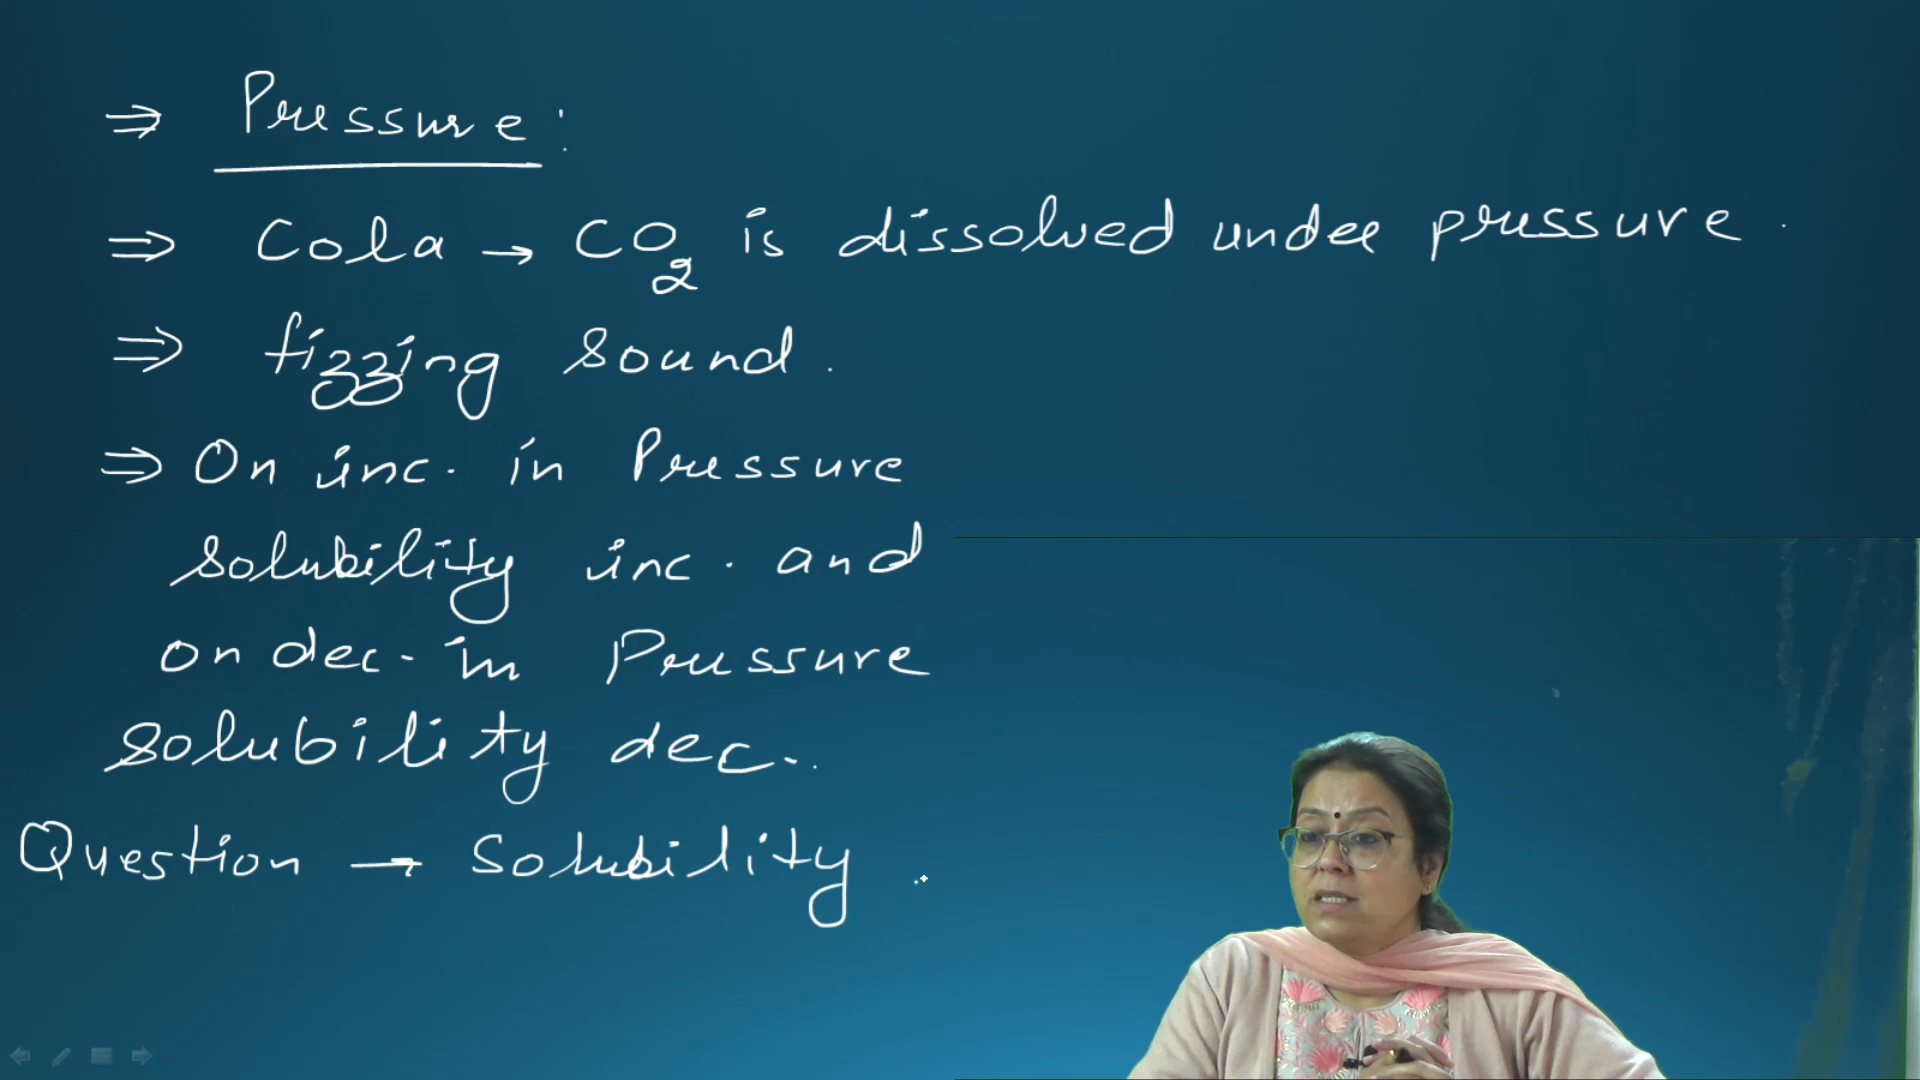 ⇒ Pressure:
⇒ Cola → CO₂ is dissolved under pressure.
⇒ fizzing sound.
⇒ On inc. in Pressure
solubility inc. and
on dec. in Pressure
solubility dec.
Question → Solubility